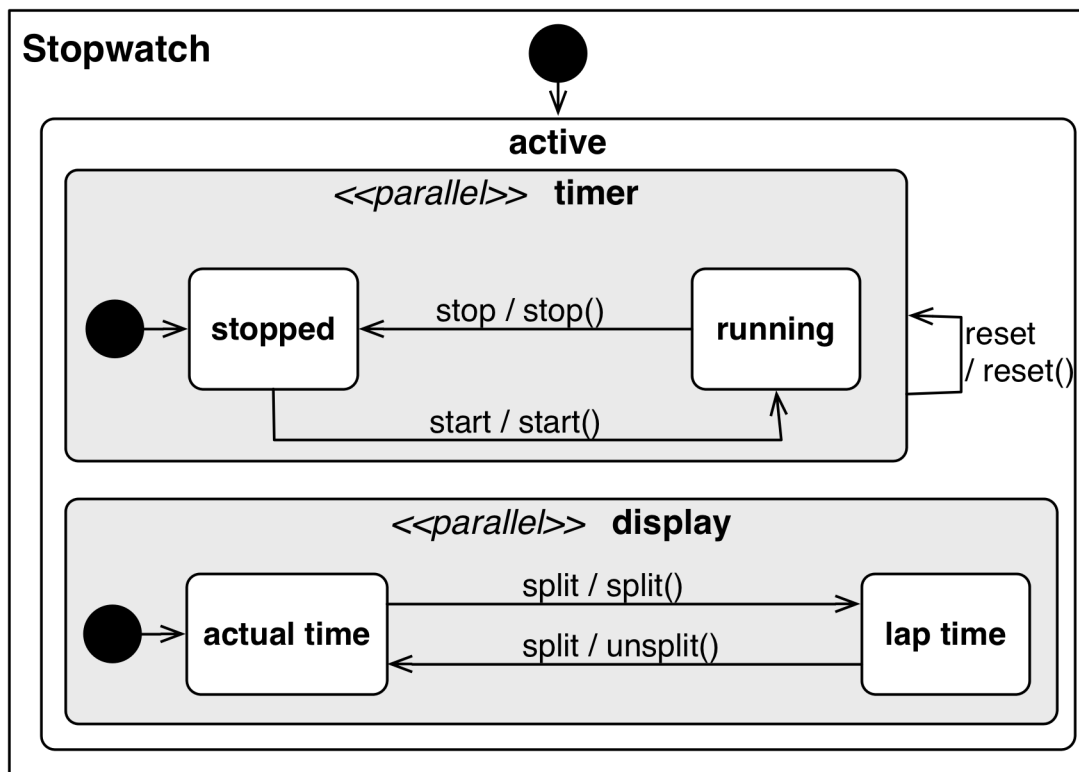 Stopwatch
active
<<parallel>> timer
stopped
stop / stop()
running
reset
/ reset()
start / start()
<<parallel>> display
actual time
split / split()
split / unsplit()
lap time